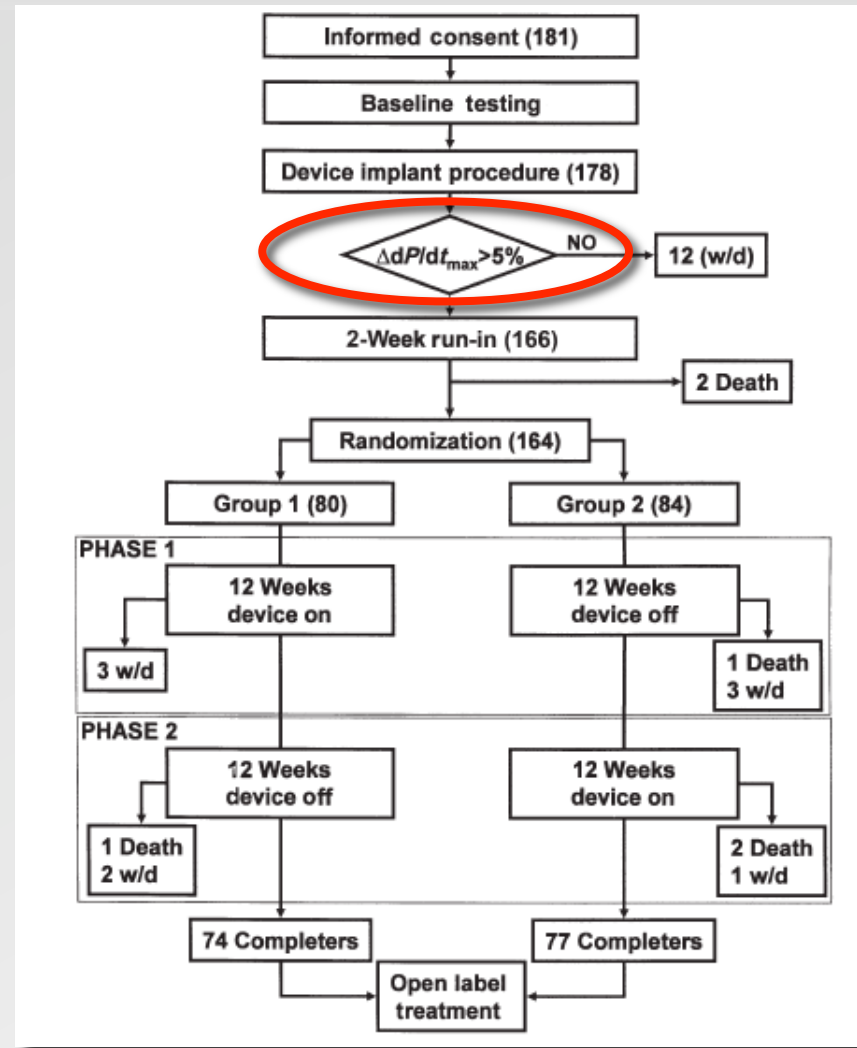 Informed consent (181)
Baseline testing
Device implant procedure (178)
ΔdP/dtmax>5%
NO
12 (w/d)
2-Week run-in (166)
2 Death
Randomization (164)
Group 1 (80)
Group 2 (84)
PHASE 1
12 Weeks
device on
12 Weeks
device off
3 w/d
1 Death
3 w/d
PHASE 2
12 Weeks
device off
12 Weeks
device on
1 Death
2 w/d
2 Death
1 w/d
74 Completers
77 Completers
Open label
treatment